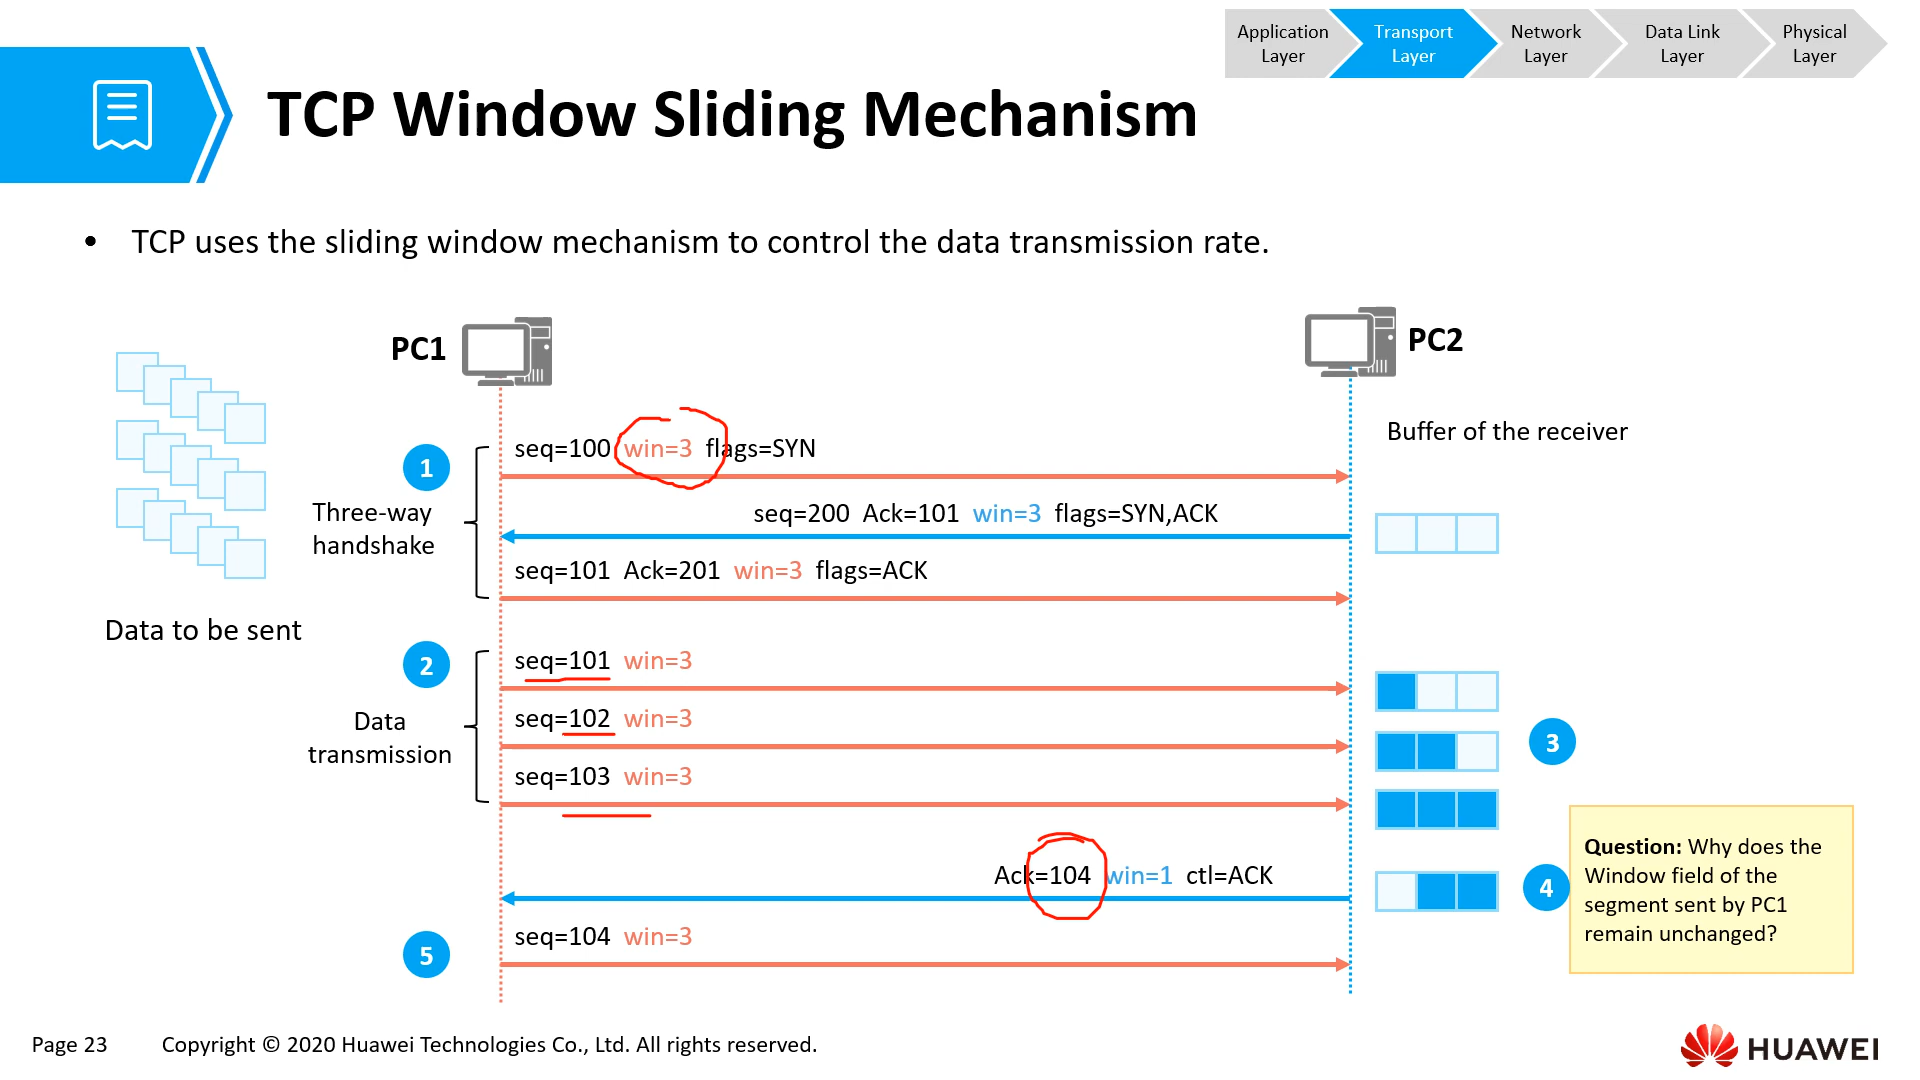 Application Layer
Transport Layer
Network Layer
Data Link Layer
Physical Layer
TCP Window Sliding Mechanism
• TCP uses the sliding window mechanism to control the data transmission rate.
PC1
PC2
Buffer of the receiver
1
seq=100 win=3 flags=SYN
Three-way
handshake
seq=200 Ack=101 win=3 flags=SYN,ACK
seq=101 Ack=201 win=3 flags=ACK
Data to be sent
2
seq=101 win=3
Data
transmission
seq=102 win=3
3
seq=103 win=3
Ack=104 win=1 ctl=ACK
4
Question: Why does the
Window field of the
segment sent by PC1
remain unchanged?
5
seq=104 win=3
Page 23
Copyright © 2020 Huawei Technologies Co., Ltd. All rights reserved.
HUAWEI